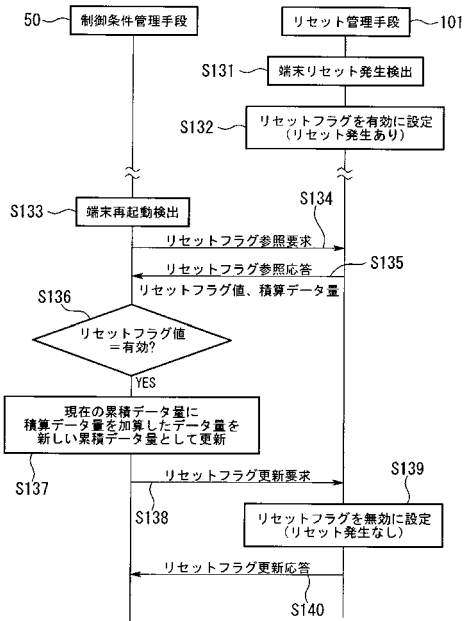 50
制御条件管理手段
リセット管理手段
101
S131
端末リセット発生検出
S132
リセットフラグを有効に設定
(リセット発生あり)
S133
端末再起動検出
S134
リセットフラグ参照要求
リセットフラグ参照応答
S135
リセットフラグ値、積算データ量
S136
リセットフラグ値
=有効?
YES
現在の累積データ量に
積算データ量を加算したデータ量を
新しい累積データ量として更新
S137
リセットフラグ更新要求
S138
S139
リセットフラグを無効に設定
(リセット発生なし)
リセットフラグ更新応答
S140